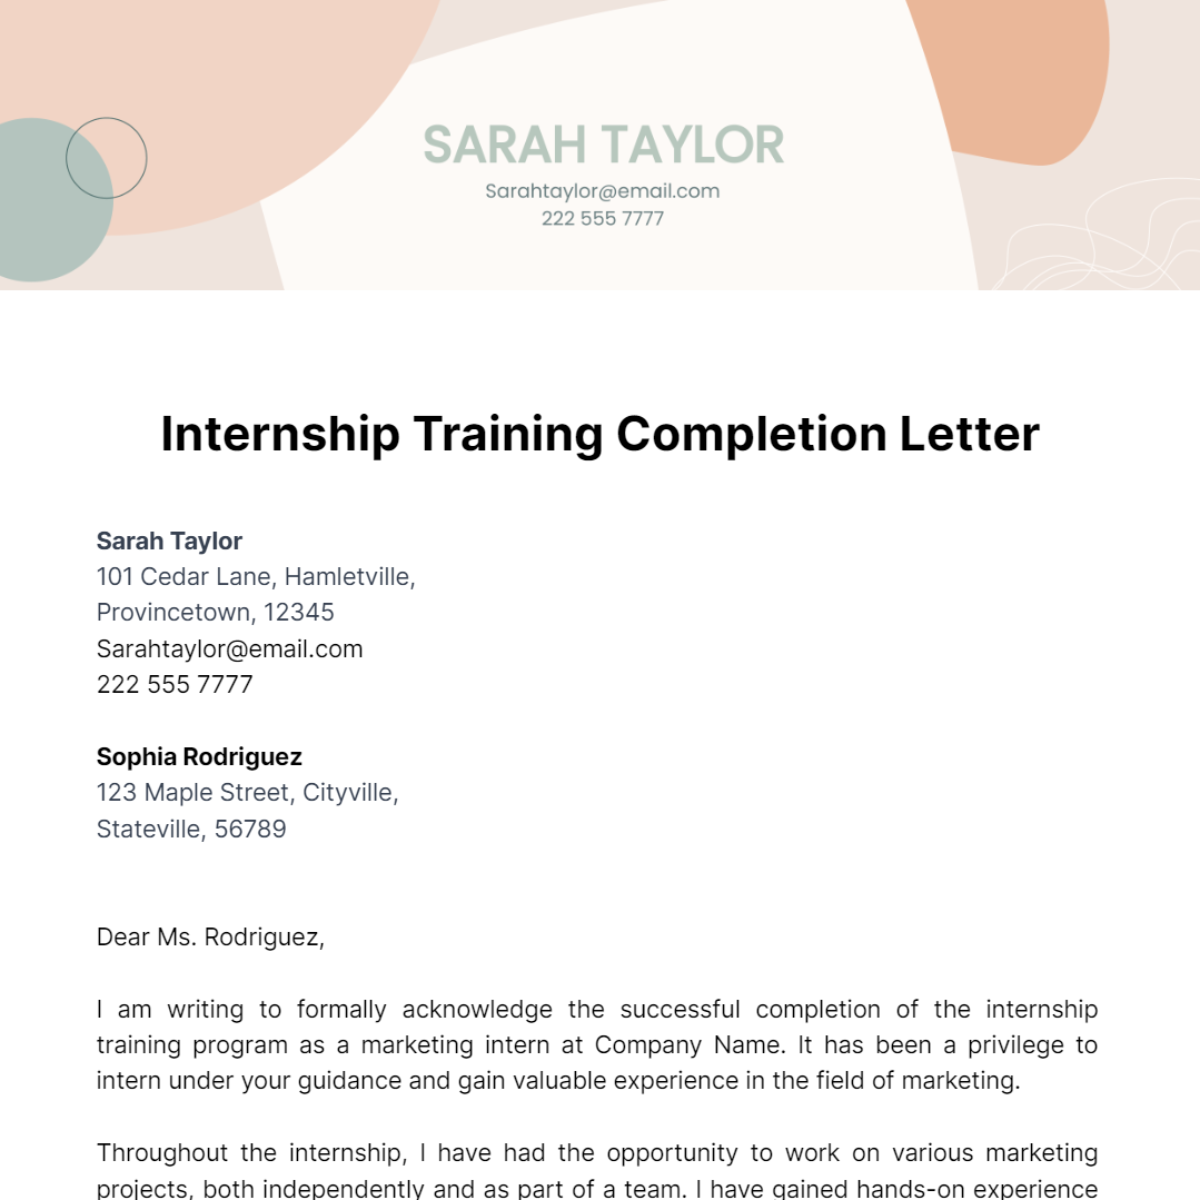 SARAH TAYLOR
Sarahtaylor@email.com
222 555 7777
Internship Training Completion Letter
Sarah Taylor
101 Cedar Lane, Hamletville,
Provincetown, 12345
Sarahtaylor@email.com
222 555 7777
Sophia Rodriguez
123 Maple Street, Cityville,
Stateville, 56789
Dear Ms. Rodriguez,
I am writing to formally acknowledge the successful completion of the internship
training program as a marketing intern at Company Name. It has been a privilege to
intern under your guidance and gain valuable experience in the field of marketing.
Throughout the internship, I have had the opportunity to work on various marketing
projects, both independently and as part of a team. I have gained hands-on experience